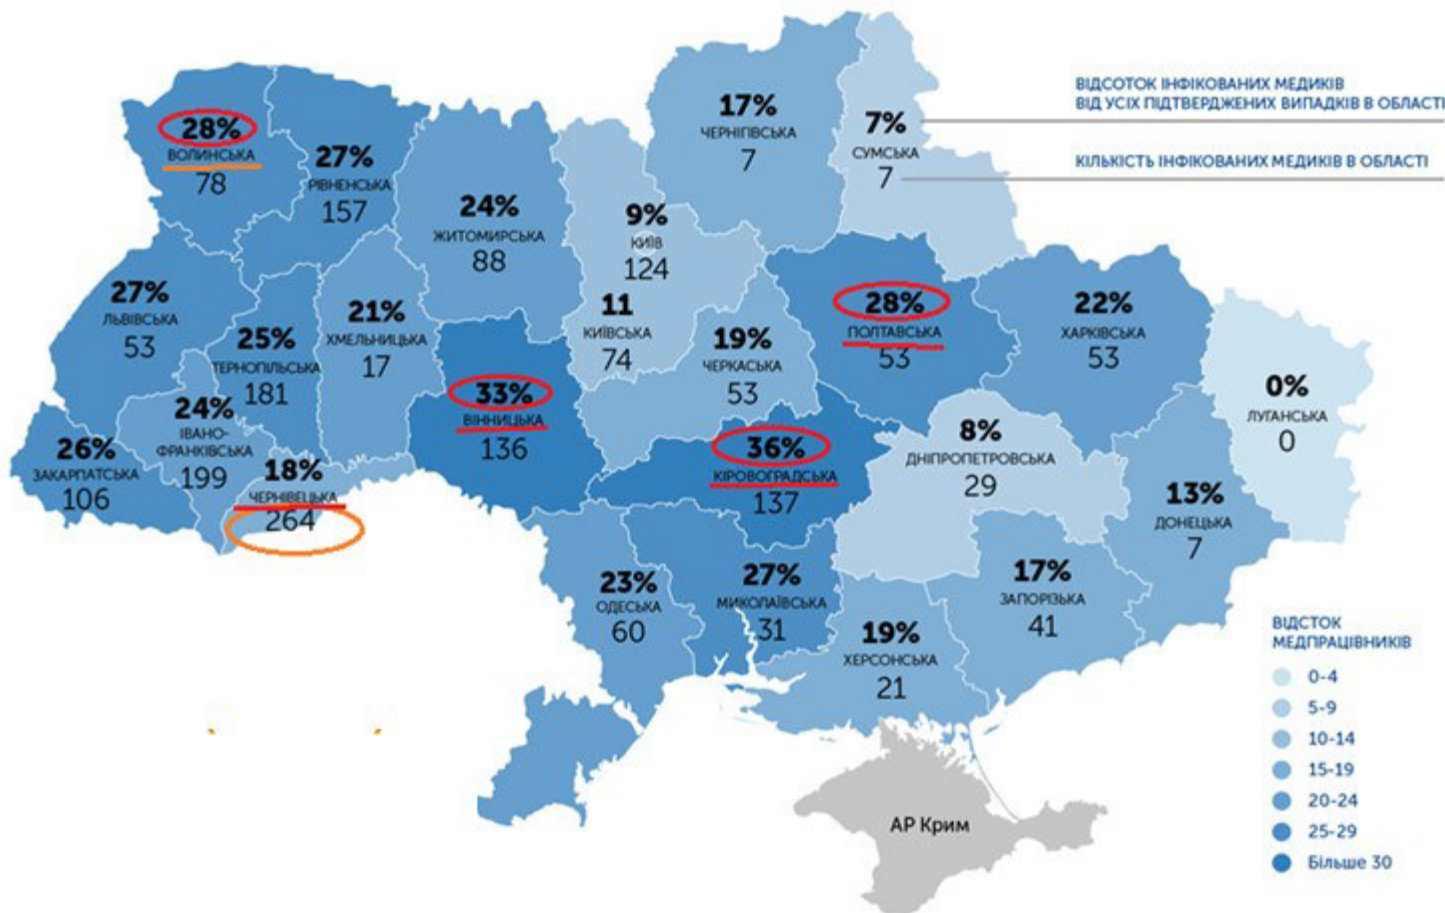 ВІДСОТОК ІНФІКОВАНИХ МЕДИКІВ
ВІД УСІХ ПІДТВЕРДЖЕНИХ ВИПАДКІВ В ОБЛАСТІ
КІЛЬКІСТЬ ІНФІКОВАНИХ МЕДИКІВ В ОБЛАСТІ
28%
ВОЛИНСЬКА
78
27%
РІВНЕНСЬКА
157
24%
ЖИТОМИРСЬКА
88
9%
КИЇВ
124
11
КИЇВСЬКА
74
17%
ЧЕРНІГІВСЬКА
7
7%
СУМСЬКА
7
27%
ЛЬВІВСЬКА
53
25%
ТЕРНОПІЛЬСЬКА
181
21%
ХМЕЛЬНИЦЬКА
17
33%
ВІННИЦЬКА
136
19%
ЧЕРКАСЬКА
53
28%
ПОЛТАВСЬКА
53
22%
ХАРКІВСЬКА
53
0%
ЛУГАНСЬКА
0
26%
ЗАКАРПАТСЬКА
106
24%
ІВАНО-
ФРАНКІВСЬКА
199
18%
ЧЕРНІВЕЦЬКА
264
36%
КІРОВОГРАДСЬКА
137
8%
ДНІПРОПЕТРОВСЬКА
29
13%
ДОНЕЦЬКА
7
23%
ОДЕСЬКА
60
27%
МИКОЛАЇВСЬКА
31
19%
ХЕРСОНСЬКА
21
17%
ЗАПОРІЗЬКА
41
АР Крим
ВІДСТОК
МЕДПРАЦІВНИКІВ
0-4
5-9
10-14
15-19
20-24
25-29
Більше 30